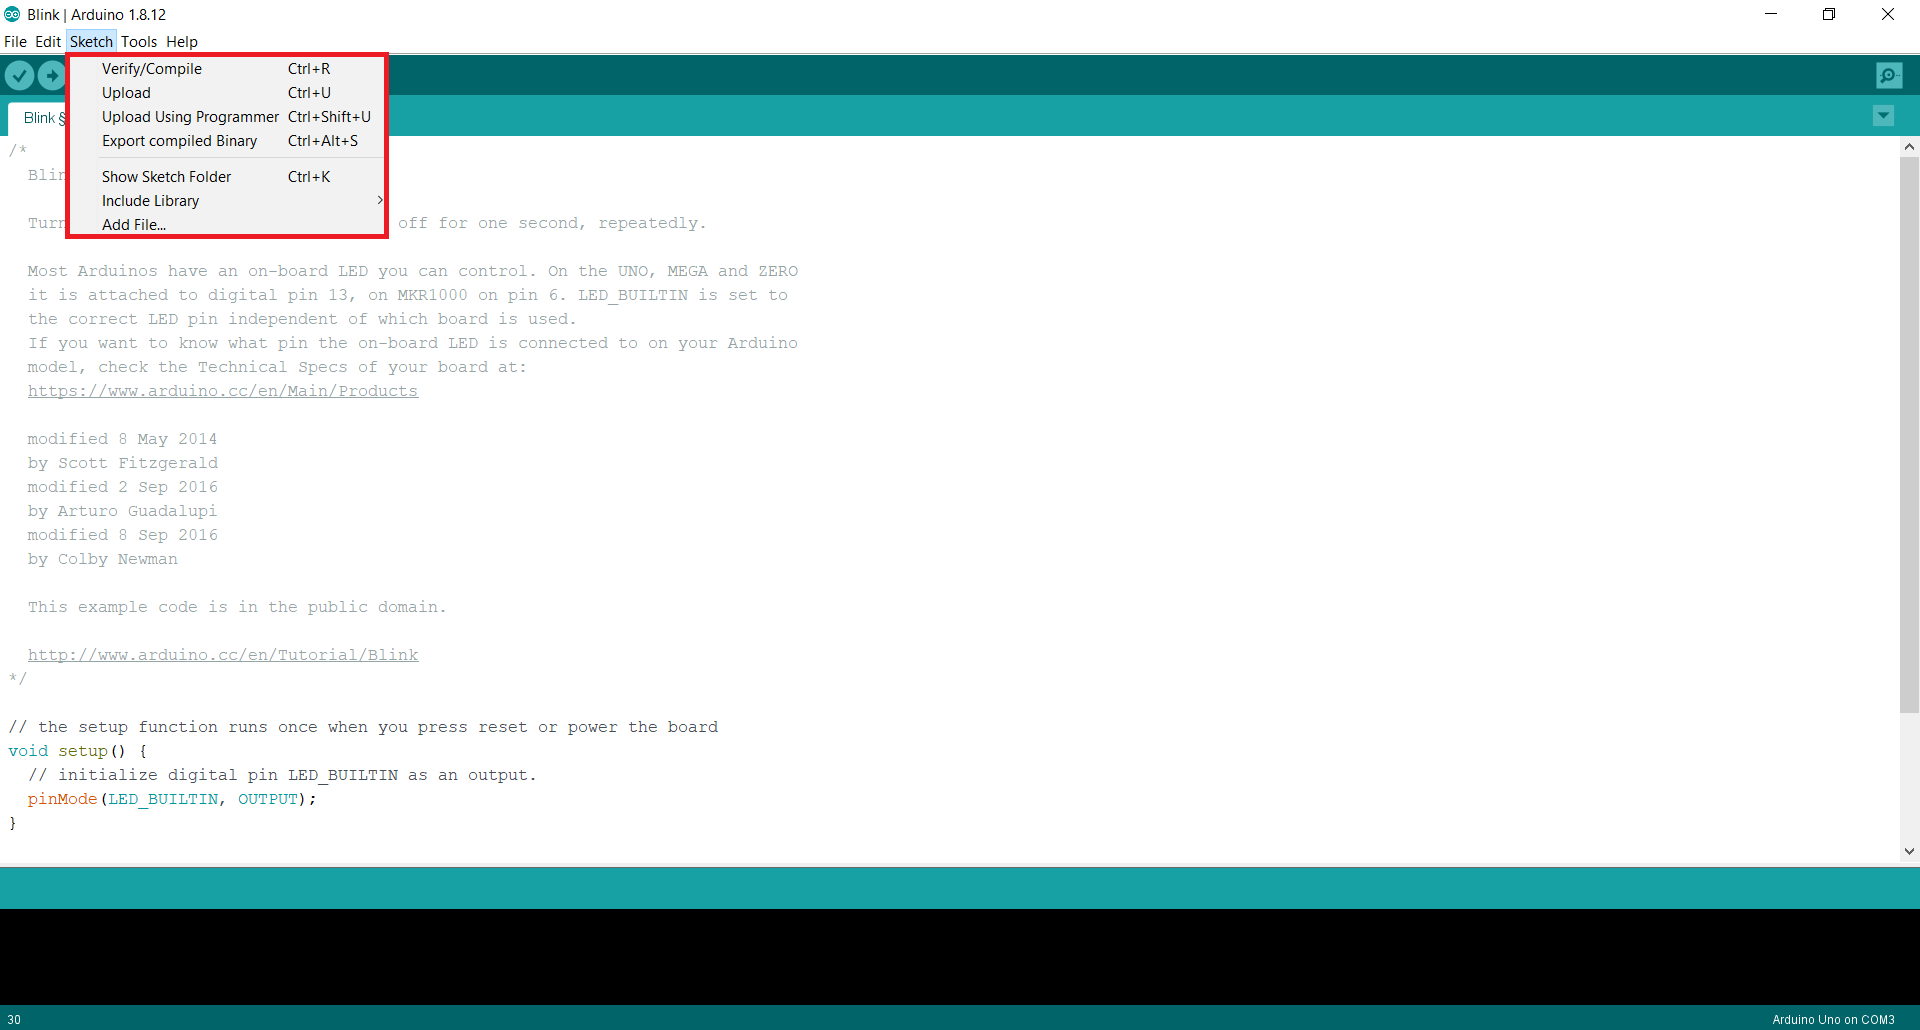 Blink | Arduino 1.8.12
File Edit Sketch Tools Help
Verify/Compile Ctrl+R
Upload Ctrl+U
Upload Using Programmer Ctrl+Shift+U
Export compiled Binary Ctrl+Alt+S
Show Sketch Folder Ctrl+K
Include Library
Add File...
Blink §
/*
Blin
Turn off for one second, repeatedly.
Most Arduinos have an on-board LED you can control. On the UNO, MEGA and ZERO
it is attached to digital pin 13, on MKR1000 on pin 6. LED_BUILTIN is set to
the correct LED pin independent of which board is used.
If you want to know what pin the on-board LED is connected to on your Arduino
model, check the Technical Specs of your board at:
https://www.arduino.cc/en/Main/Products
modified 8 May 2014
by Scott Fitzgerald
modified 2 Sep 2016
by Arturo Guadalupi
modified 8 Sep 2016
by Colby Newman
This example code is in the public domain.
http://www.arduino.cc/en/Tutorial/Blink
*/
// the setup function runs once when you press reset or power the board
void setup() {
// initialize digital pin LED_BUILTIN as an output.
pinMode(LED_BUILTIN, OUTPUT);
}
30
Arduino Uno on COM3